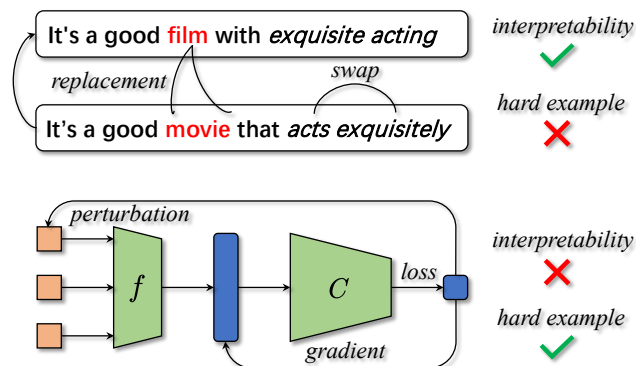 It's a good film with exquisite acting
interpretability
replacement
swap
hard example
It's a good movie that acts exquisitely
perturbation
interpretability
f
C
loss
hard example
gradient